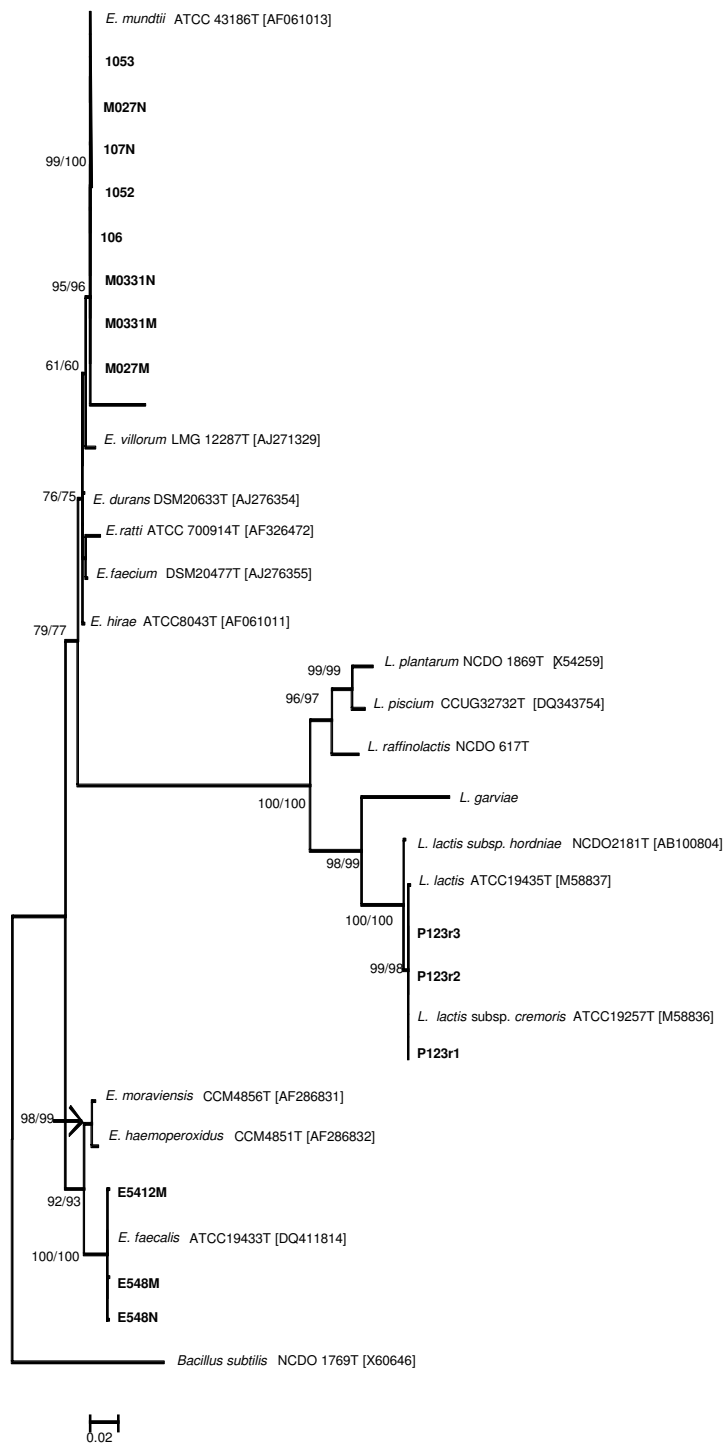 E. mundtii ATCC 43186T [AF061013]
1053
M027N
107N
99/100
1052
106
M0331N
95/96
M0331M
61/60
M027M
E. villorum LMG 12287T [AJ271329]
76/75
E. durans DSM20633T [AJ276354]
E.ratti ATCC 700914T [AF326472]
E.faecium DSM20477T [AJ276355]
E. hirae ATCC8043T [AF061011]
79/77
L. plantarum NCDO 1869T [X54259]
99/99
96/97
L. piscium CCUG32732T [DQ343754]
L. raffinolactis NCDO 617T
100/100
L. garviae
L. lactis subsp. hordniae NCDO2181T [AB100804]
98/99
L. lactis ATCC19435T [M58837]
100/100
P123r3
99/98
P123r2
L. lactis subsp. cremoris ATCC19257T [M58836]
P123r1
E. moraviensis CCM4856T [AF286831]
98/99
E. haemoperoxidus CCM4851T [AF286832]
E5412M
92/93
E. faecalis ATCC19433T [DQ411814]
100/100
E548M
E548N
Bacillus subtilis NCDO 1769T [X60646]
0.02